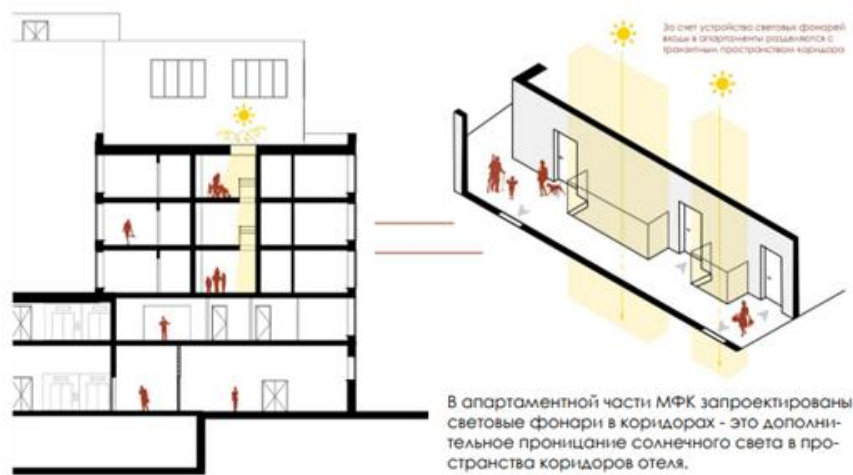 За счет устройство световых фонарей
входы в апартаменты разделяются с
транзитным пространством коридора
В апартаментной части МФК запроектированы
световые фонари в коридорах - это дополни-
тельное проницание солнечного света в про-
странства коридоров отеля.